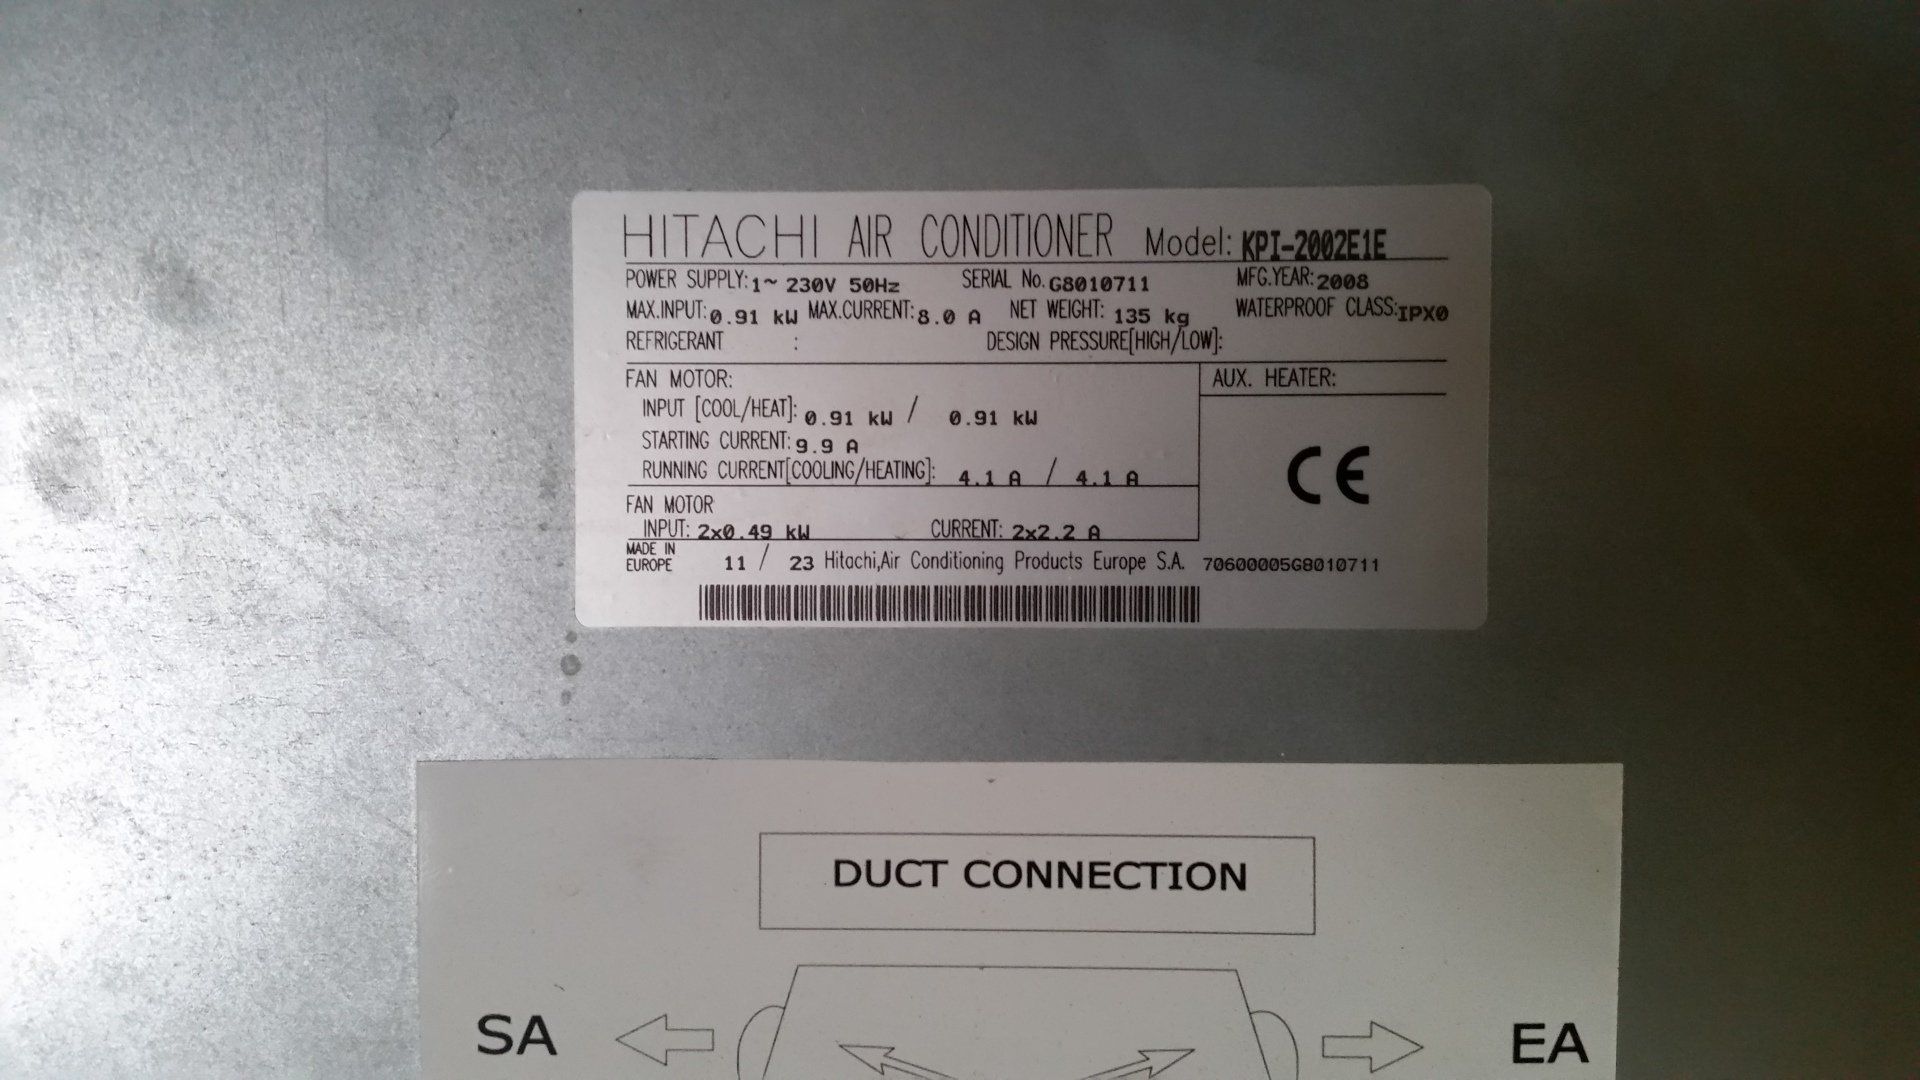 HITACHI AIR CONDITIONER Model: KPI-2002E1E
POWER SUPPLY: 1~ 230V 50Hz SERIAL No. G8010711 MFG.YEAR: 2008
MAX.INPUT: 0.91 kW MAX.CURRENT: 8.0 A NET WEIGHT: 135 kg WATERPROOF CLASS: IPX0
REFRIGERANT : DESIGN PRESSURE[HIGH/LOW]:
FAN MOTOR: AUX. HEATER:
INPUT [COOL/HEAT]: 0.91 kW / 0.91 kW
STARTING CURRENT: 9.9 A
RUNNING CURRENT[COOLING/HEATING]: 4.1 A / 4.1 A
CE
FAN MOTOR
INPUT: 2x0.49 kW CURRENT: 2x2.2 A
MADE IN
EUROPE 11 / 23 Hitachi,Air Conditioning Products Europe S.A. 70600005G8010711
DUCT CONNECTION
SA EA